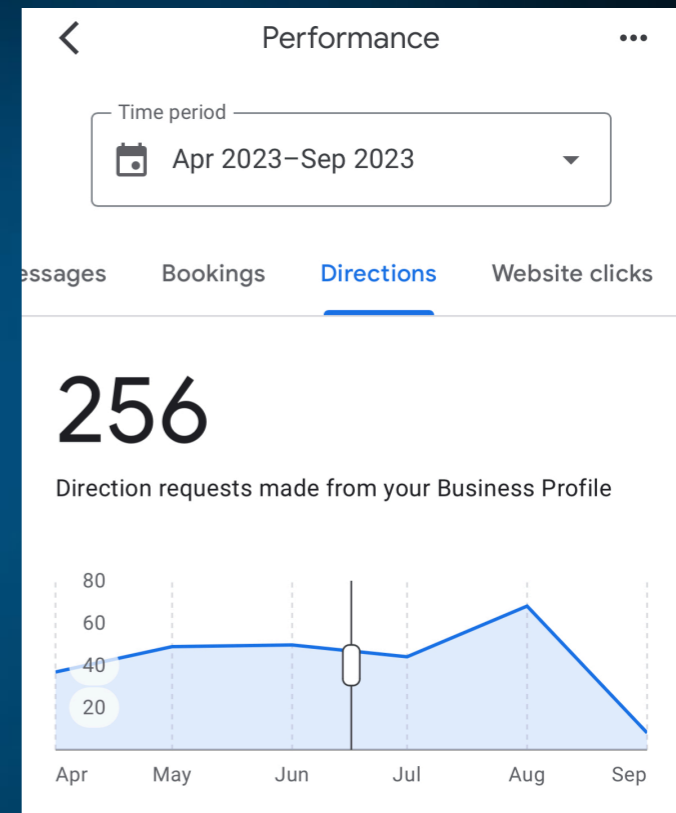 Performance
Time period
Apr 2023–Sep 2023
essages Bookings Directions Website clicks
256
Direction requests made from your Business Profile
80
60
40
20
Apr May Jun Jul Aug Sep